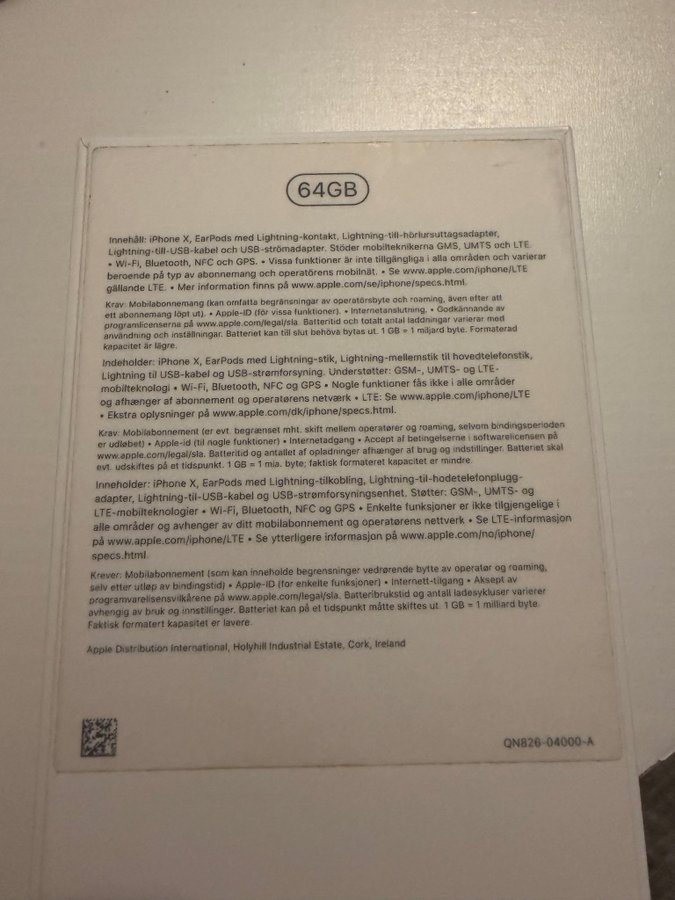 64GB
Innehåll: iPhone X, EarPods med Lightning-kontakt, Lightning-till-hörlursuttagsadapter,
Lightning-till-USB-kabel och USB-strömadapter. Stöder mobilteknikerna GMS, UMTS och LTE.
• Wi-Fi, Bluetooth, NFC och GPS. • Vissa funktioner är inte tillgängliga i alla områden och varierar
beroende på typ av abonnemang och operatörens mobilnät. • Se www.apple.com/iphone/LTE
gällande LTE. • Mer information finns på www.apple.com/se/iphone/specs.html.
Krav: Mobilabonnemang (kan omfatta begränsningar av operatörsbyte och roaming, även efter att
ett abonnemang löpt ut). • Apple-ID (för vissa funktioner). • Internetanslutning. • Godkännande av
programlicenserna på www.apple.com/legal/sla. Batteritid och totalt antal laddningar varierar med
användning och inställningar. Batteriet kan till slut behöva bytas ut. 1 GB = 1 miljard byte. Formaterad
kapacitet är lägre.
Indeholder: iPhone X, EarPods med Lightning-stik, Lightning-mellemstik til hovedtelefonstik,
Lightning til USB-kabel og USB-strømforsyning. Understøtter: GSM-, UMTS- og LTE-
mobilteknologi • Wi-Fi, Bluetooth, NFC og GPS • Nogle funktioner fås ikke i alle områder
og afhænger af abonnement og operatørens netværk • LTE: Se www.apple.com/iphone/LTE
• Ekstra oplysninger på www.apple.com/dk/iphone/specs.html.
Krav: Mobilabonnement (er evt. begrænset mht. skift mellem operatører og roaming, selvom bindingsperioden
er udløbet) • Apple-id (til nogle funktioner) • Internetadgang • Accept af betingelserne i softwarelicensen på
www.apple.com/legal/sla. Batteritid og antallet af opladninger afhænger af brug og indstillinger. Batteriet skal
evt. udskiftes på et tidspunkt. 1 GB = 1 mia. byte; faktisk formateret kapacitet er mindre.
Inneholder: iPhone X, EarPods med Lightning-tilkobling, Lightning-til-hodetelefonplugg-
adapter, Lightning-til-USB-kabel og USB-strømforsyningsenhet. Støtter: GSM-, UMTS- og
LTE-mobilteknologier • Wi-Fi, Bluetooth, NFC og GPS • Enkelte funksjoner er ikke tilgjengelige i
alle områder og avhenger av ditt mobilabonnement og operatørens nettverk • Se LTE-informasjon
på www.apple.com/iphone/LTE • Se ytterligere informasjon på www.apple.com/no/iphone/
specs.html.
Krever: Mobilabonnement (som kan inneholde begrensninger vedrørende bytte av operatør og roaming,
selv etter utløp av bindingstid) • Apple-ID (for enkelte funksjoner) • Internett-tilgang • Aksept av
programvarelisensvilkårene på www.apple.com/legal/sla. Batteribrukstid og antall ladesykluser varierer
avhengig av bruk og innstillinger. Batteriet kan på et tidspunkt måtte skiftes ut. 1 GB = 1 milliard byte.
Faktisk formatert kapasitet er lavere.
Apple Distribution International, Holyhill Industrial Estate, Cork, Ireland
QN826-04000-A